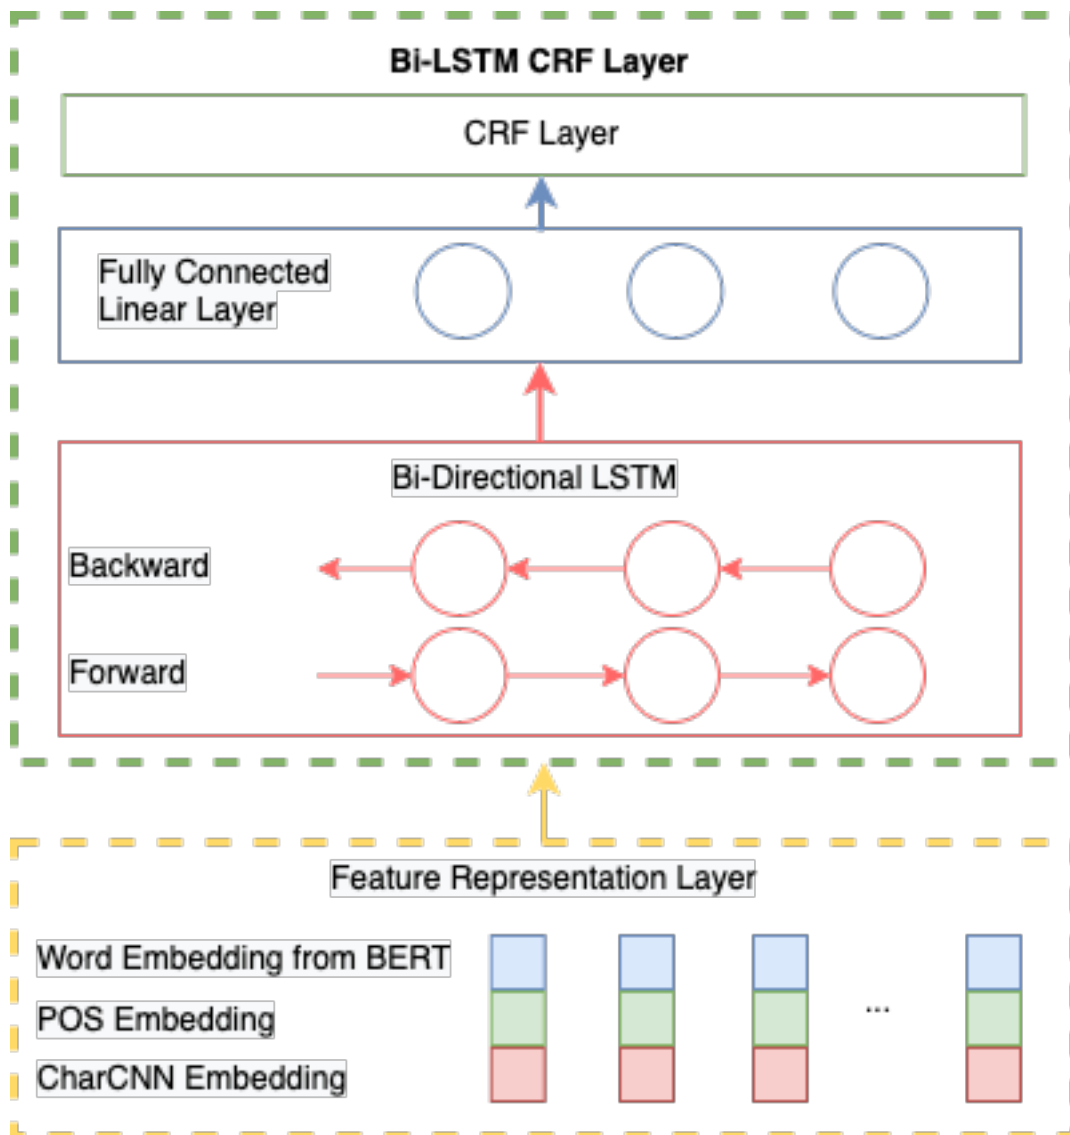 Bi-LSTM CRF Layer
CRF Layer
Fully Connected
Linear Layer
Bi-Directional LSTM
Backward
Forward
Feature Representation Layer
Word Embedding from BERT
POS Embedding
...
CharCNN Embedding